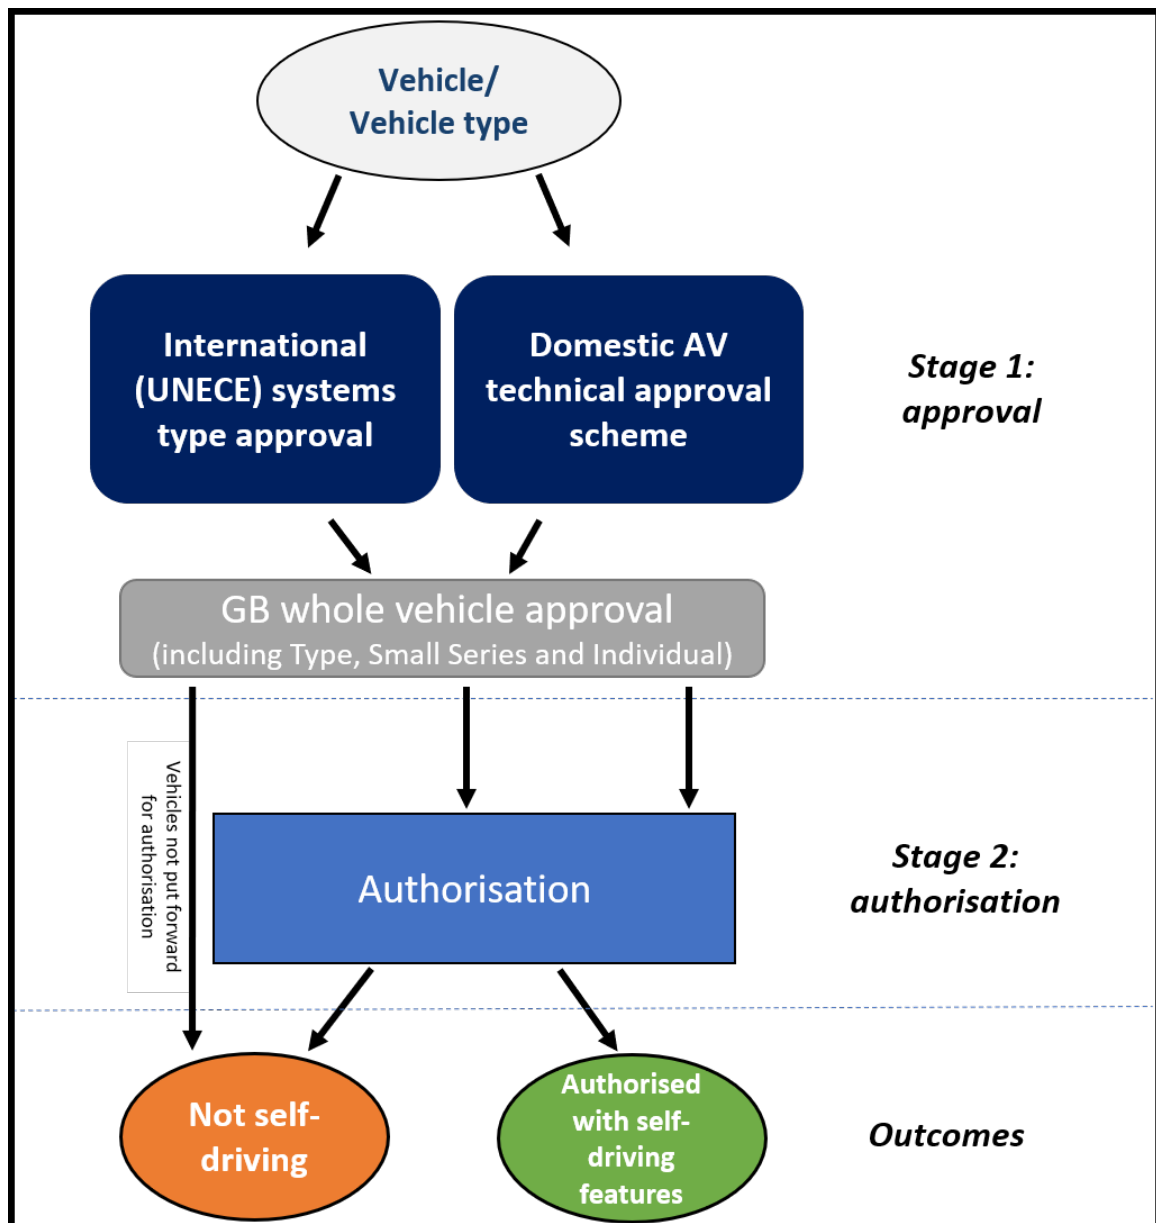 Vehicle/
Vehicle type
International
(UNECE) systems
type approval
Domestic AV
technical approval
scheme
Stage 1:
approval
GB whole vehicle approval
(including Type, Small Series and Individual)
Vehicles not put forward
for authorisation
Authorisation
Stage 2:
authorisation
Not self-
driving
Authorised
with self-
driving
features
Outcomes